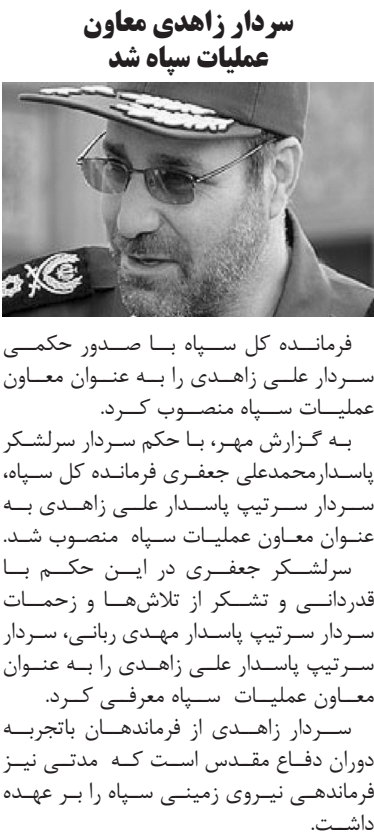 سردار زاهدی معاون
عملیات سپاه شد
فرمانده کل سپاه با صدور حکمی
سردار علی زاهدی را به عنوان معاون
عملیات سپاه منصوب کرد.
به گزارش مهر، با حکم سردار سرلشکر
پاسدارمحمدعلی جعفری فرمانده کل سپاه،
سردار سرتیپ پاسدار علی زاهدی به
عنوان معاون عملیات سپاه منصوب شد.
سرلشکر جعفری در این حکم با
قدردانی و تشکر از تلاش‌ها و زحمات
سردار سرتیپ پاسدار مهدی ربانی، سردار
سرتیپ پاسدار علی زاهدی را به عنوان
معاون عملیات سپاه معرفی کرد.
سردار زاهدی از فرماندهان باتجربه
دوران دفاع مقدس است که مدتی نیز
فرماندهی نیروی زمینی سپاه را بر عهده
داشت.